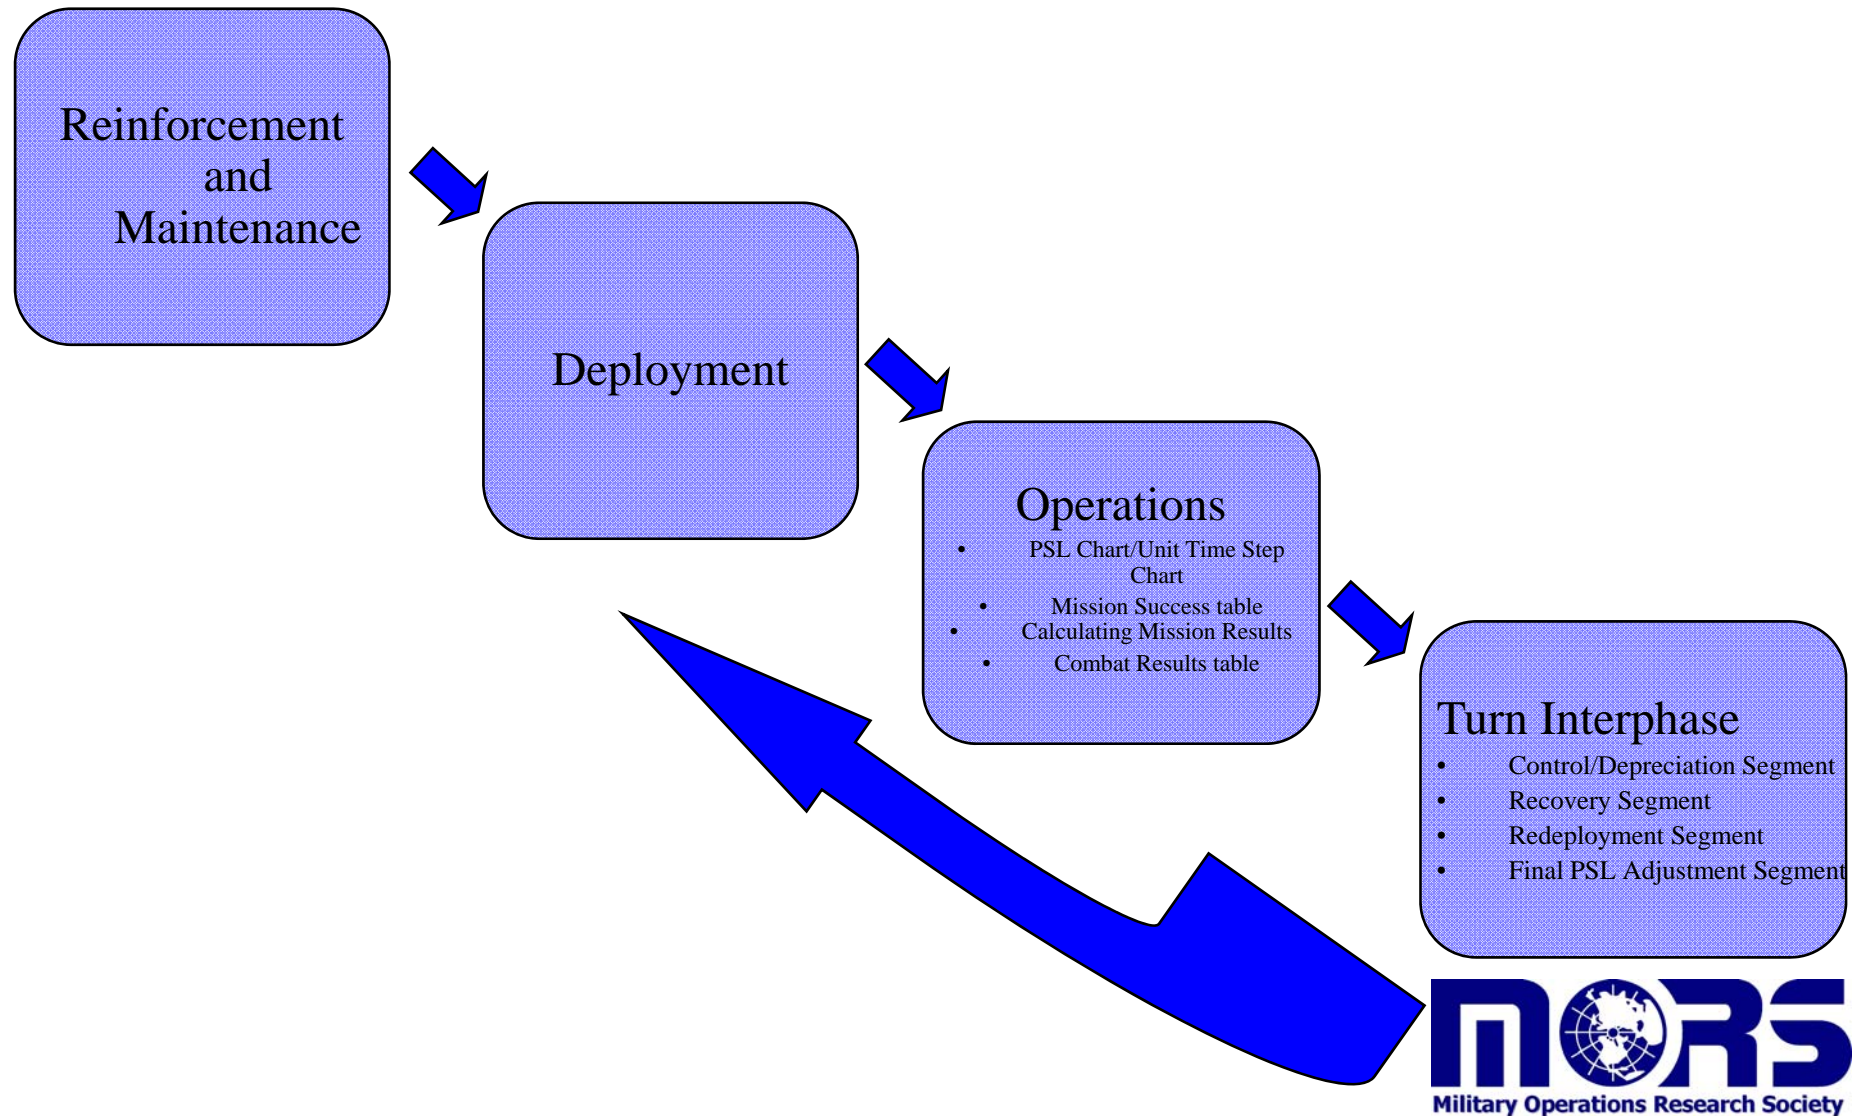 Reinforcement
and
Maintenance
Deployment
Operations
• PSL Chart/Unit Time Step
Chart
• Mission Success table
• Calculating Mission Results
• Combat Results table
Turn Interphase
• Control/Depreciation Segment
• Recovery Segment
• Redeployment Segment
• Final PSL Adjustment Segment
MORS
Military Operations Research Society